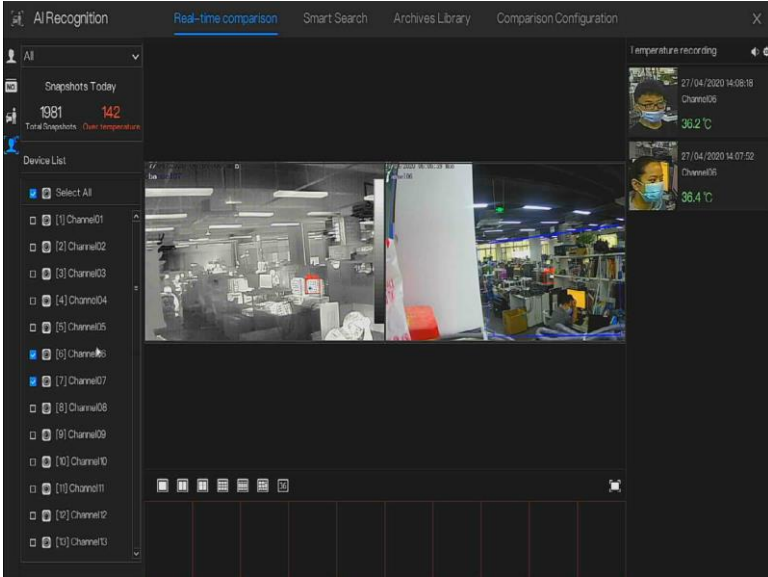 AI Recognition
Real-time comparison
Smart Search
Archives Library
Comparison Configuration
X
All
Snapshots Today
1981
142
Total Snapshots
Over temperature
Device List
Select All
[1] Channel01
[2] Channel02
[3] Channel03
[4] Channel04
[5] Channel05
[6] Channel06
[7] Channel07
[8] Channel08
[9] Channel09
[10] Channel10
[11] Channel11
[12] Channel12
[13] Channel13
36
Temperature recording
27/04/2020 14:08:18
Channel06
36.2 ℃
27/04/2020 14:07:52
Channel06
36.4 ℃